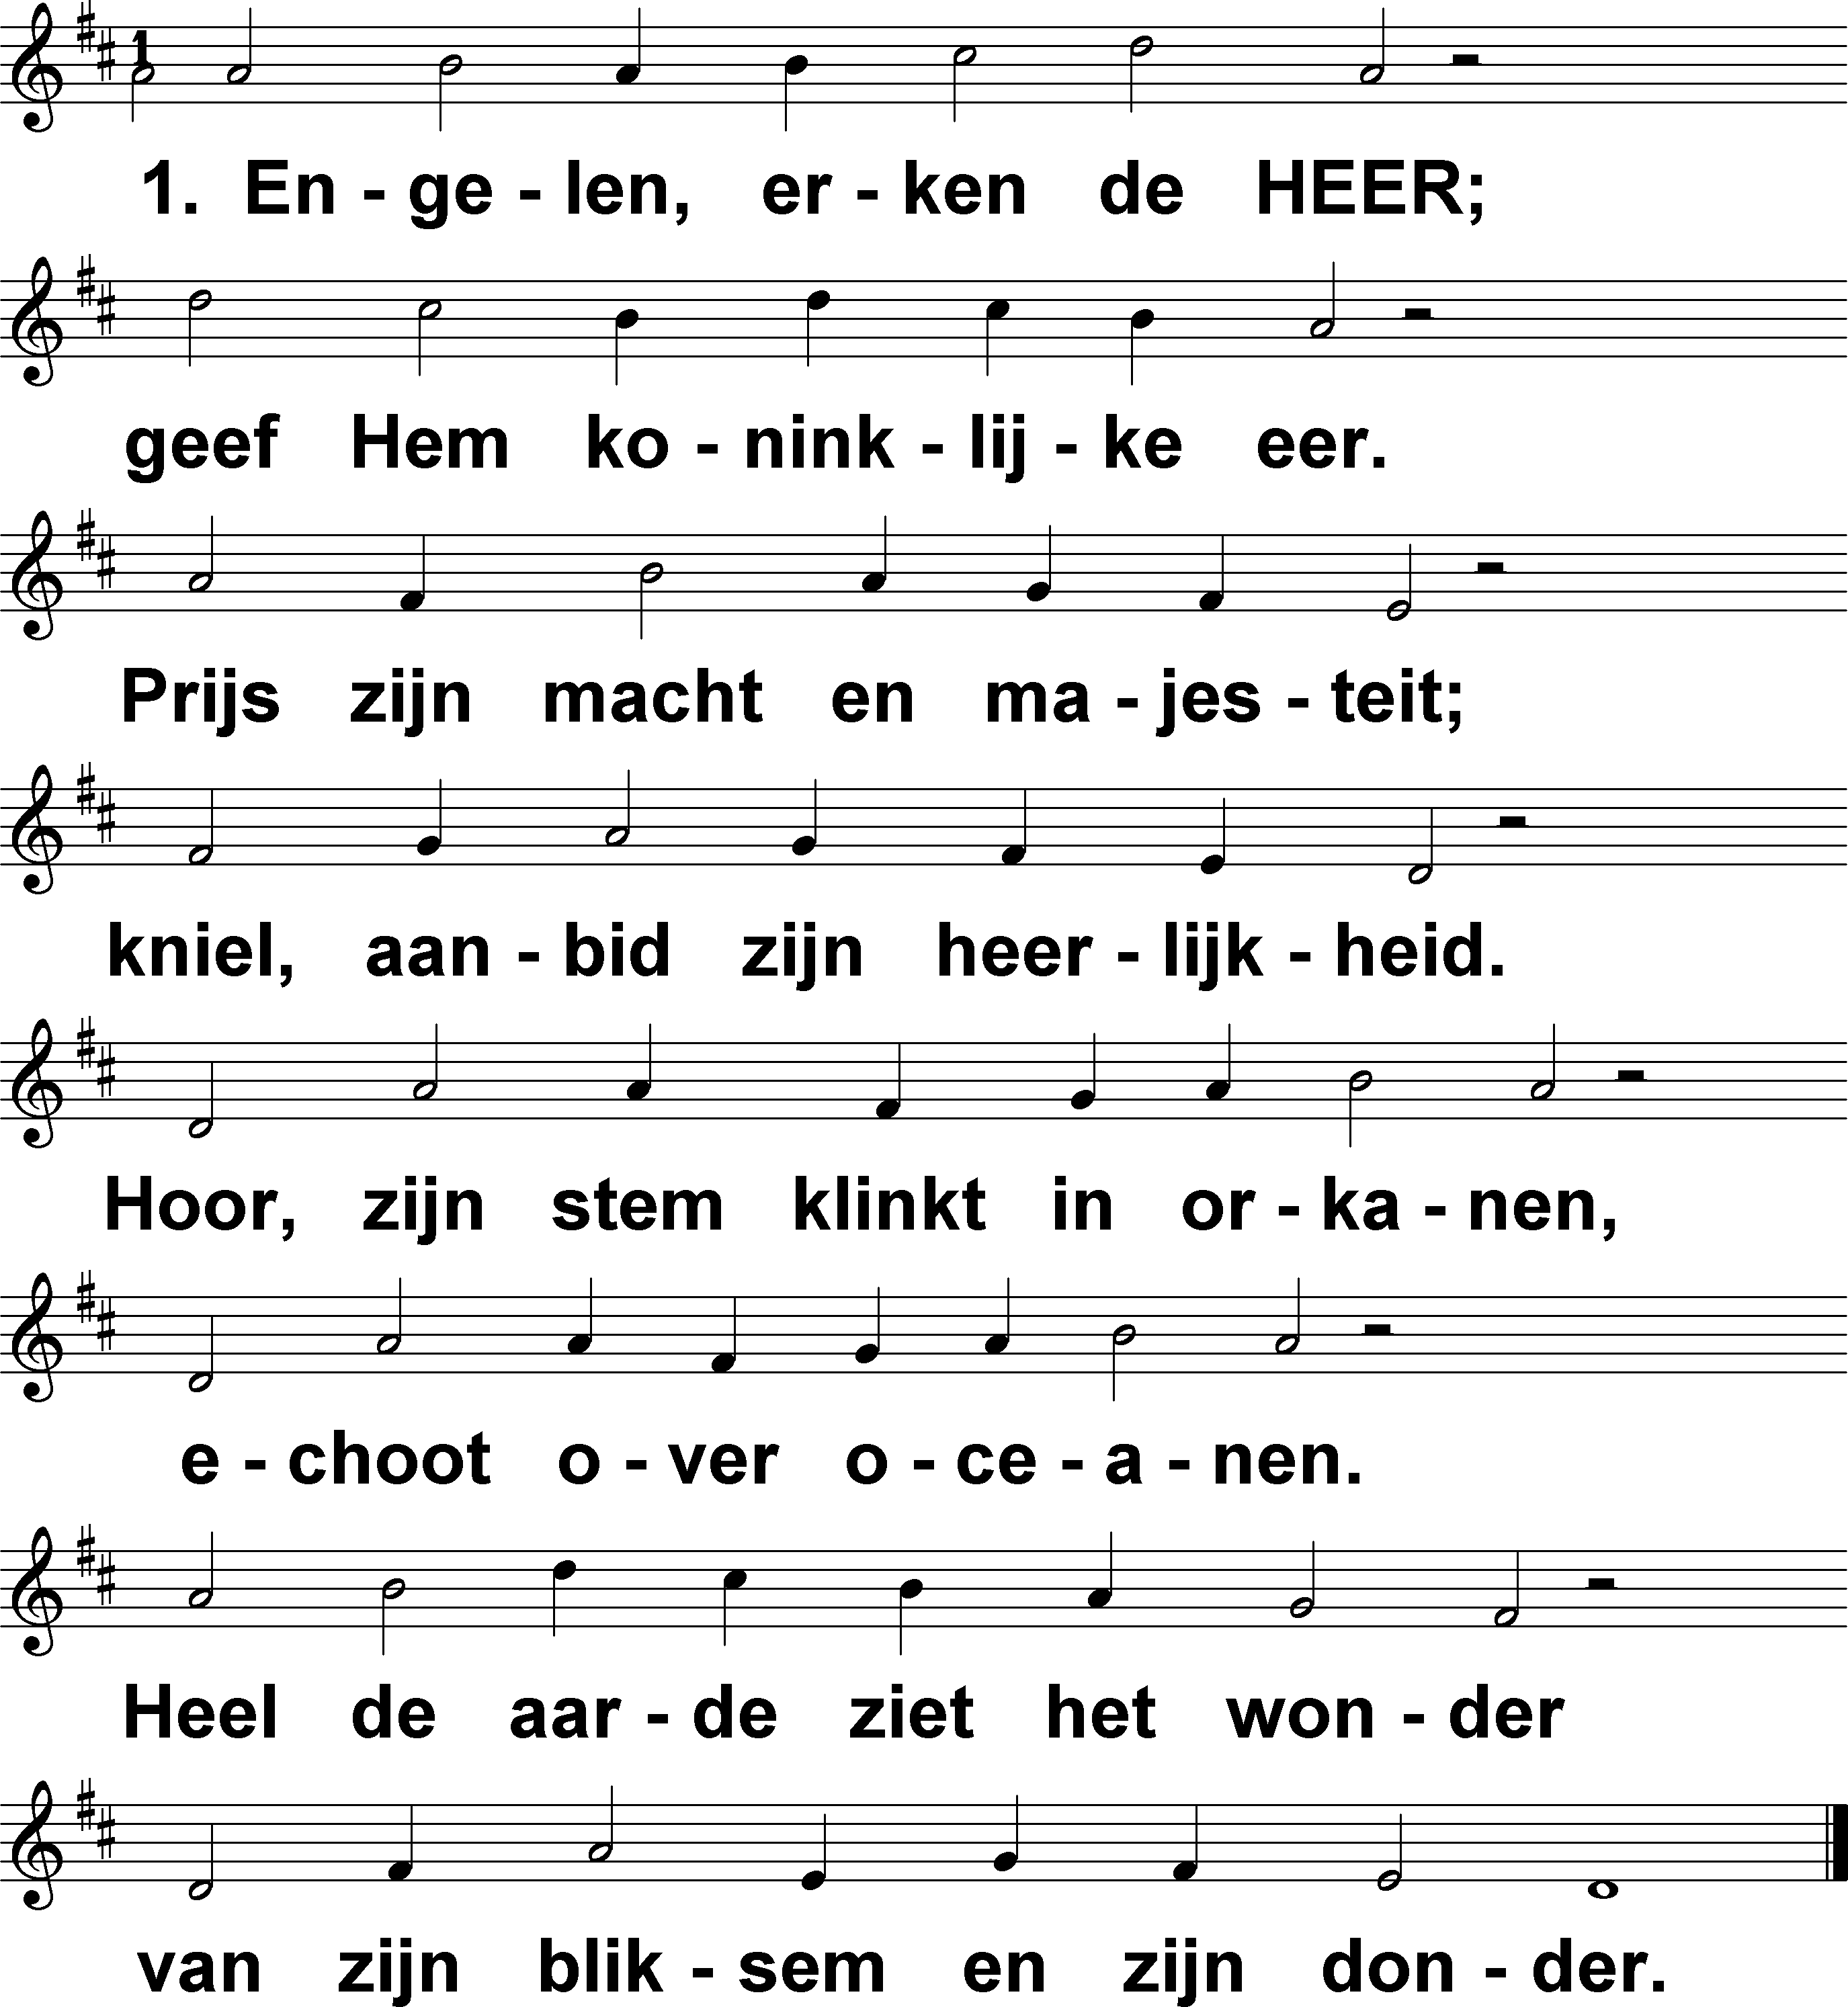 1
1. En - ge - len, er - ken de HEER;
geef Hem ko - nink - lij - ke eer.
Prijs zijn macht en ma - jes - teit;
kniel, aan - bid zijn heer - lijk - heid.
Hoor, zijn stem klinkt in or - ka - nen,
e - choot o - ver o - ce - a - nen.
Heel de aar - de ziet het won - der
van zijn blik - sem en zijn don - der.